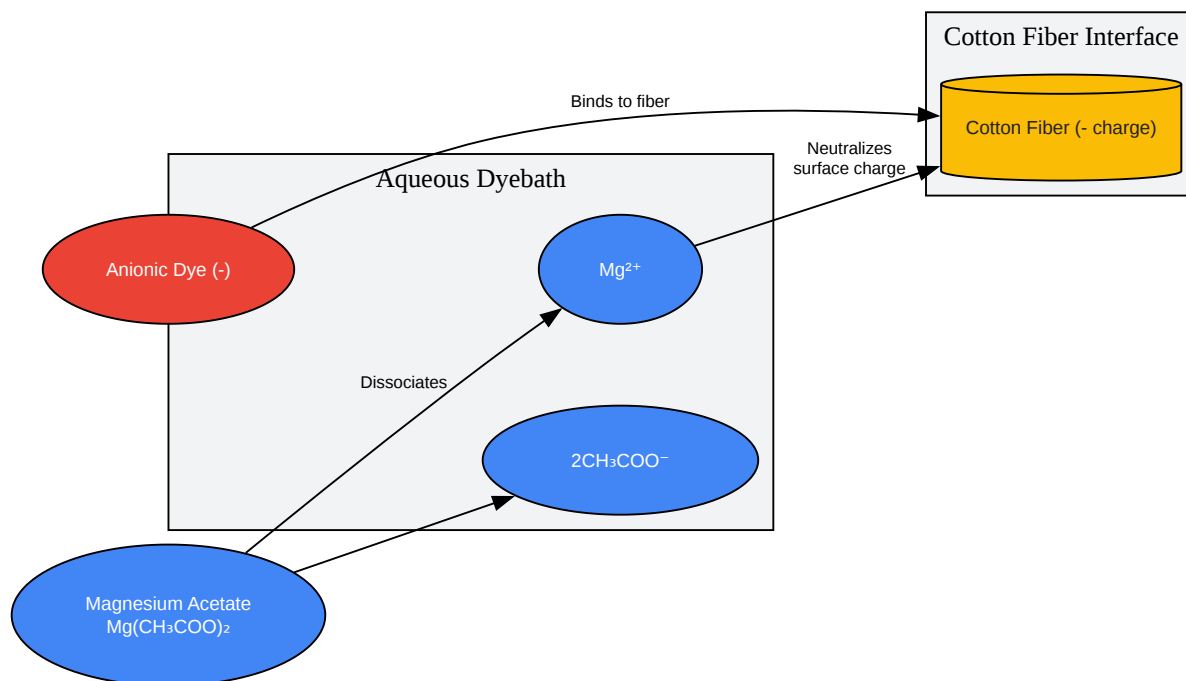 Cotton Fiber Interface
Binds to fiber
Cotton Fiber (- charge)
Neutralizes
surface charge
Aqueous Dyebath
Anionic Dye (-)
Mg²⁺
Dissociates
2CH₃COO⁻
Magnesium Acetate
Mg(CH₃COO)₂